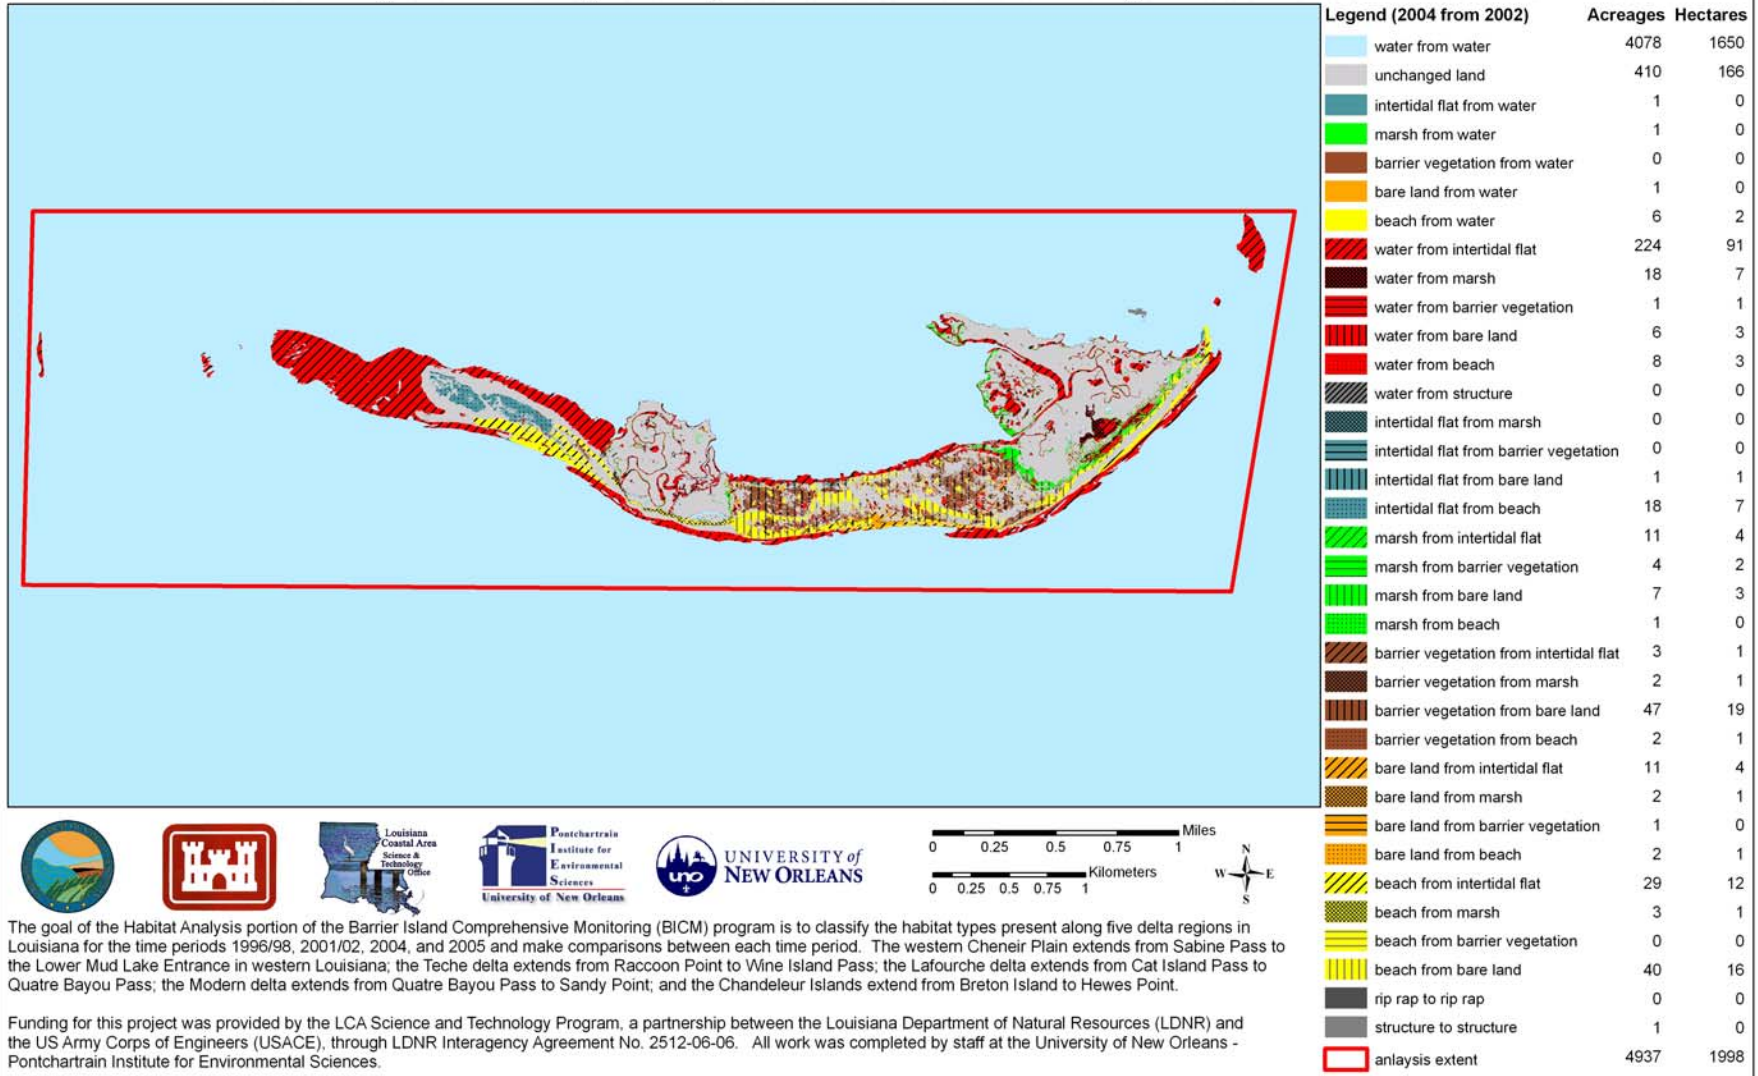 Legend (2004 from 2002) Acreages Hectares
water from water 4078 1650
unchanged land 410 166
intertidal flat from water 1 0
marsh from water 1 0
barrier vegetation from water 0 0
bare land from water 1 0
beach from water 6 2
water from intertidal flat 224 91
water from marsh 18 7
water from barrier vegetation 1 1
water from bare land 6 3
water from beach 8 3
water from structure 0 0
intertidal flat from marsh 0 0
intertidal flat from barrier vegetation 0 0
intertidal flat from bare land 1 1
intertidal flat from beach 18 7
marsh from intertidal flat 11 4
marsh from barrier vegetation 4 2
marsh from bare land 7 3
marsh from beach 1 0
barrier vegetation from intertidal flat 3 1
barrier vegetation from marsh 2 1
barrier vegetation from bare land 47 19
barrier vegetation from beach 2 1
bare land from intertidal flat 11 4
bare land from marsh 2 1
bare land from barrier vegetation 1 0
bare land from beach 2 1
beach from intertidal flat 29 12
beach from marsh 3 1
beach from barrier vegetation 0 0
beach from bare land 40 16
rip rap to rip rap 0 0
structure to structure 1 0
anlaysis extent 4937 1998
Louisiana
Coastal Area
Science &
Technology
Office
Pontchartrain
Institute for
Environmental
Sciences
University of New Orleans
uno
UNIVERSITY of
NEW ORLEANS
Miles
0 0.25 0.5 0.75 1
Kilometers
0 0.25 0.5 0.75 1
N
W E
S
The goal of the Habitat Analysis portion of the Barrier Island Comprehensive Monitoring (BICM) program is to classify the habitat types present along five delta regions in
Louisiana for the time periods 1996/98, 2001/02, 2004, and 2005 and make comparisons between each time period. The western Cheneir Plain extends from Sabine Pass to
the Lower Mud Lake Entrance in western Louisiana; the Teche delta extends from Raccoon Point to Wine Island Pass; the Lafourche delta extends from Cat Island Pass to
Quatre Bayou Pass; the Modern delta extends from Quatre Bayou Pass to Sandy Point; and the Chandeleur Islands extend from Breton Island to Hewes Point.
Funding for this project was provided by the LCA Science and Technology Program, a partnership between the Louisiana Department of Natural Resources (LDNR) and
the US Army Corps of Engineers (USACE), through LDNR Interagency Agreement No. 2512-06-06. All work was completed by staff at the University of New Orleans -
Pontchartrain Institute for Environmental Sciences.